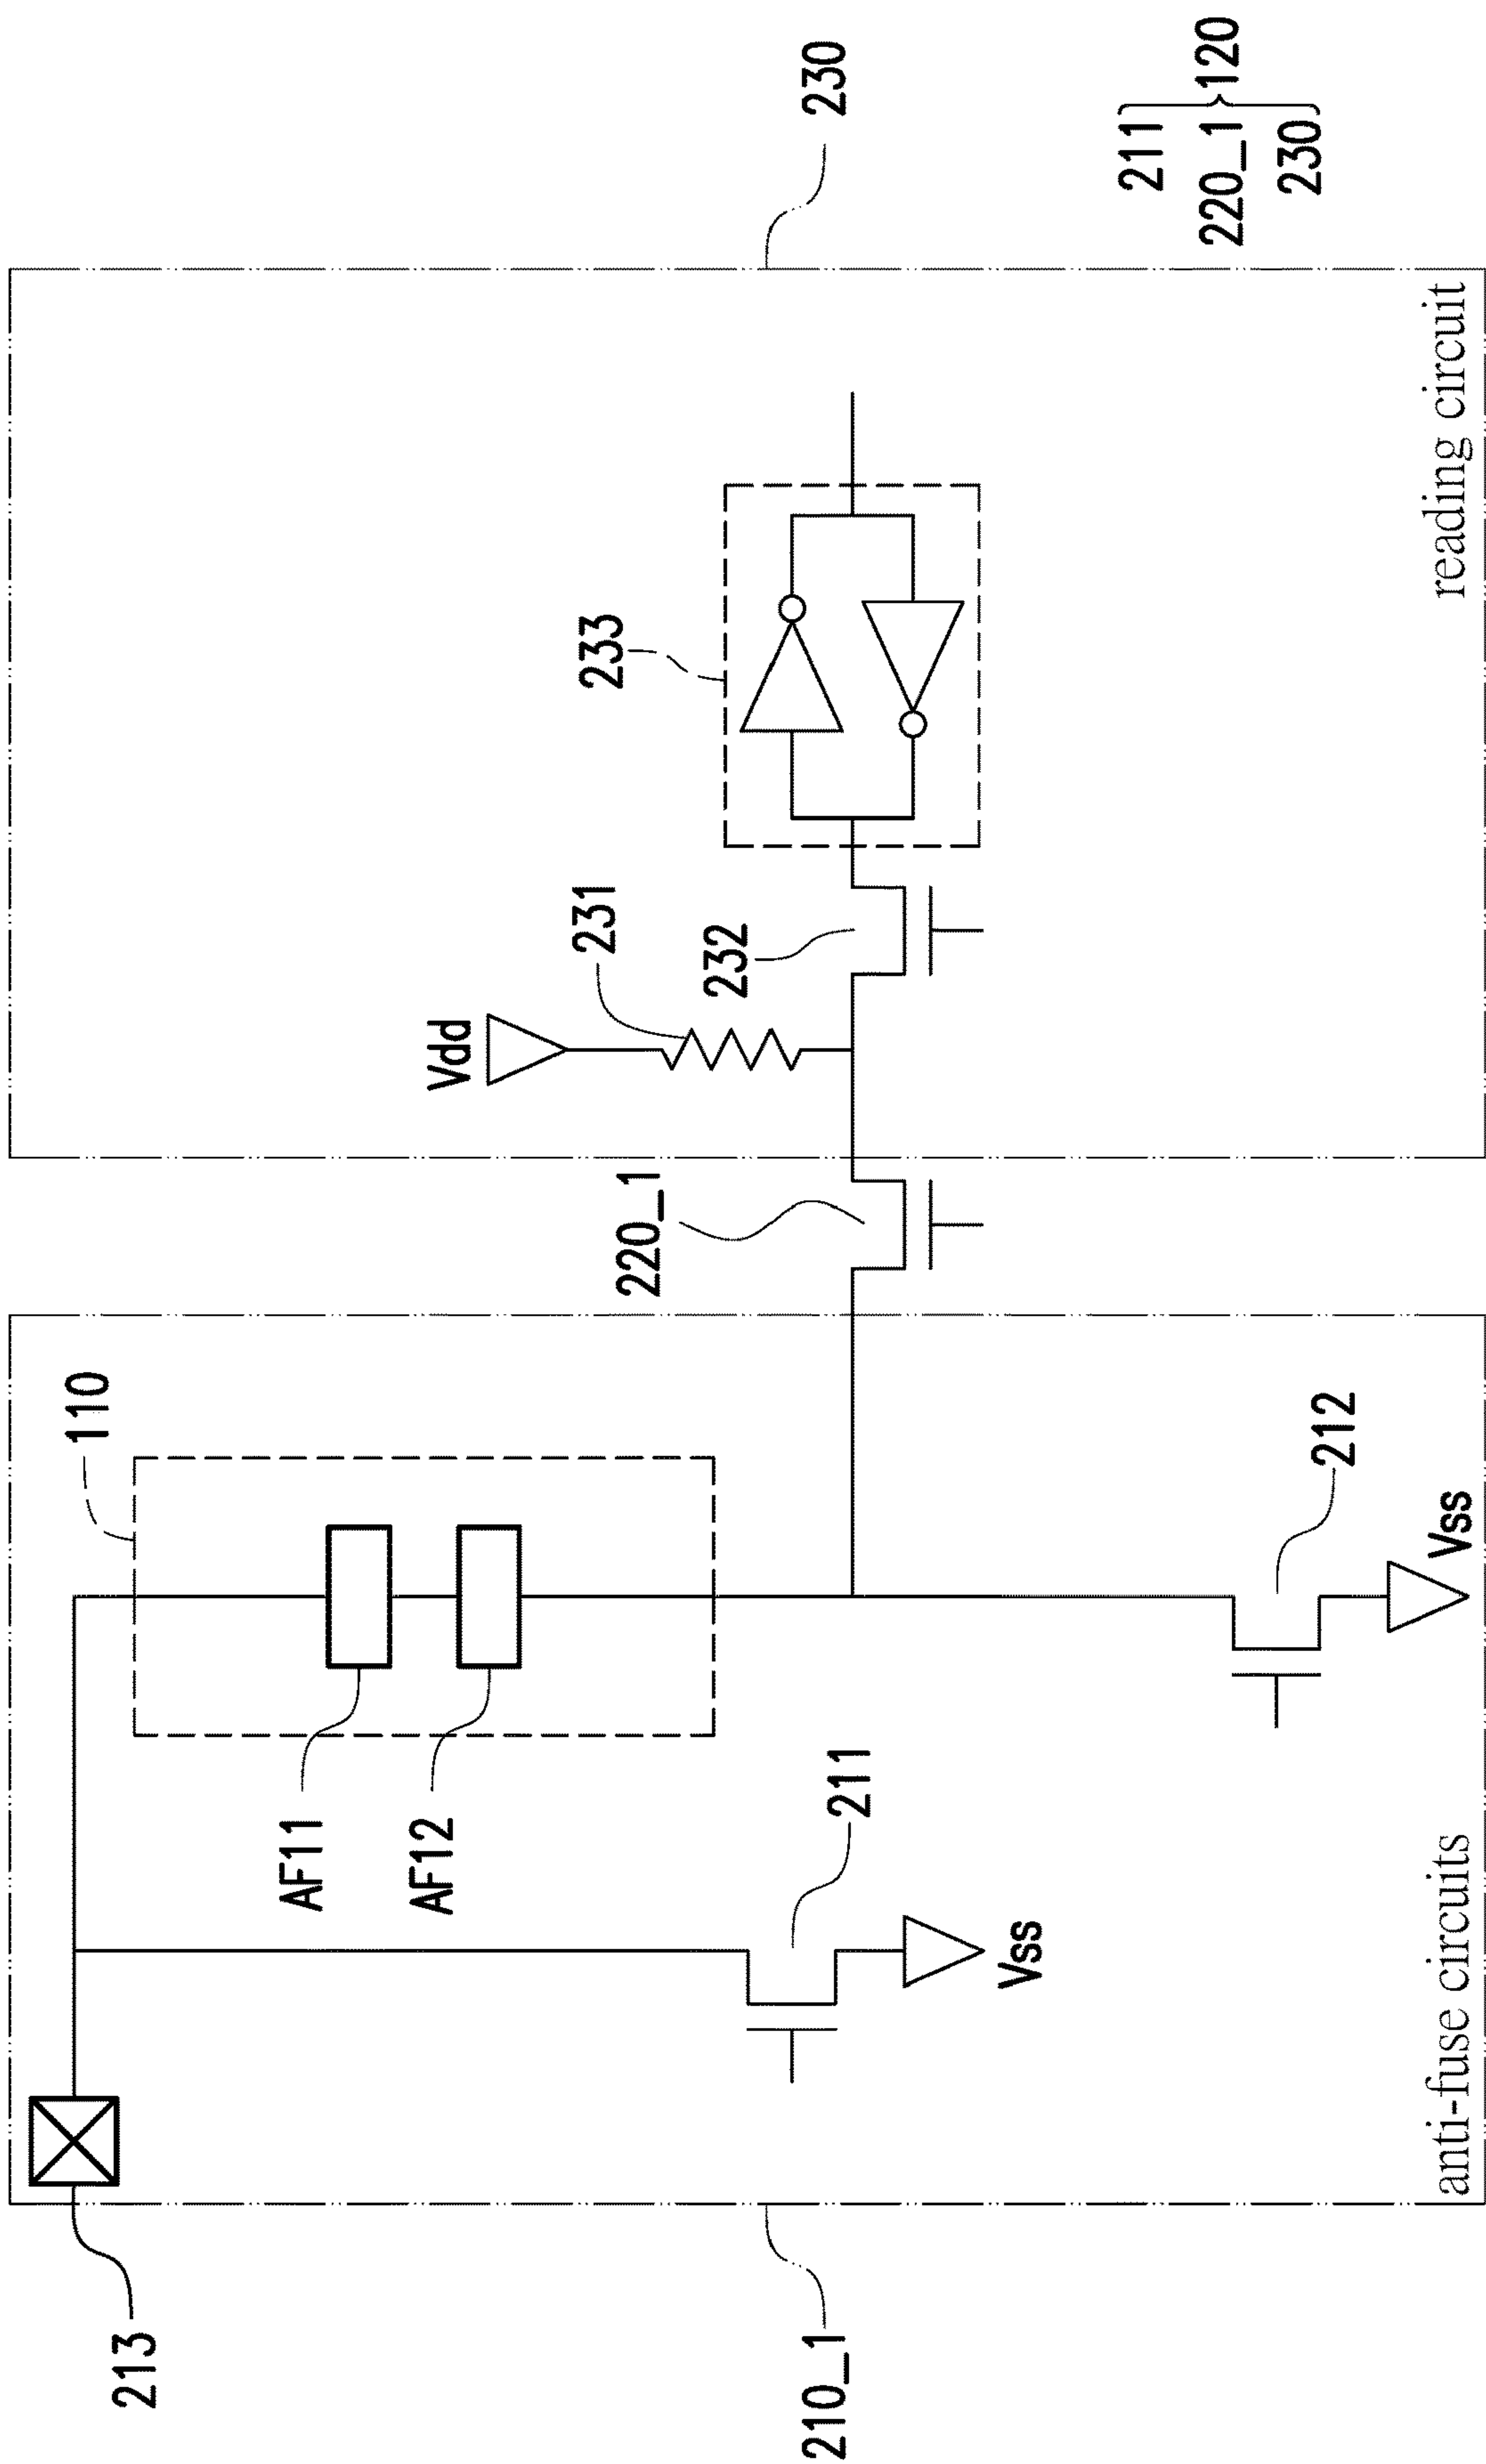 213
210_1
anti-fuse circuits
AF11
AF12
110
211
Vss
212
Vss
220_1
Vdd
231
232
233
reading circuit
230
211
220_1
230
120